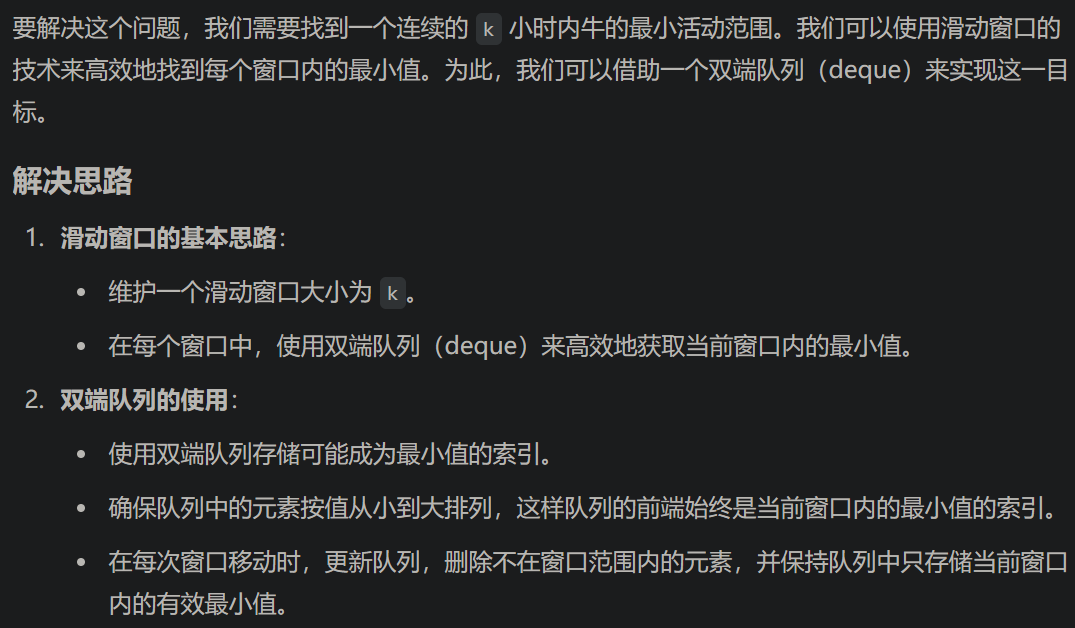 要解决这个问题，我们需要找到一个连续的 k 小时内牛的最小活动范围。我们可以使用滑动窗口的
技术来高效地找到每个窗口内的最小值。为此，我们可以借助一个双端队列（deque）来实现这一目
标。
解决思路
1. 滑动窗口的基本思路：
• 维护一个滑动窗口大小为 k 。
• 在每个窗口中，使用双端队列（deque）来高效地获取当前窗口内的最小值。
2. 双端队列的使用：
• 使用双端队列存储可能成为最小值的索引。
• 确保队列中的元素按值从小到大排列，这样队列的前端始终是当前窗口内的最小值的索引。
• 在每次窗口移动时，更新队列，删除不在窗口范围内的元素，并保持队列中只存储当前窗口
内的有效最小值。